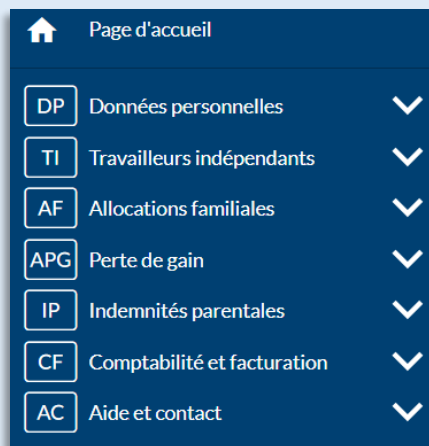 Page d'accueil
DP Données personnelles
TI Travailleurs indépendants
AF Allocations familiales
APG Perte de gain
IP Indemnités parentales
CF Comptabilité et facturation
AC Aide et contact